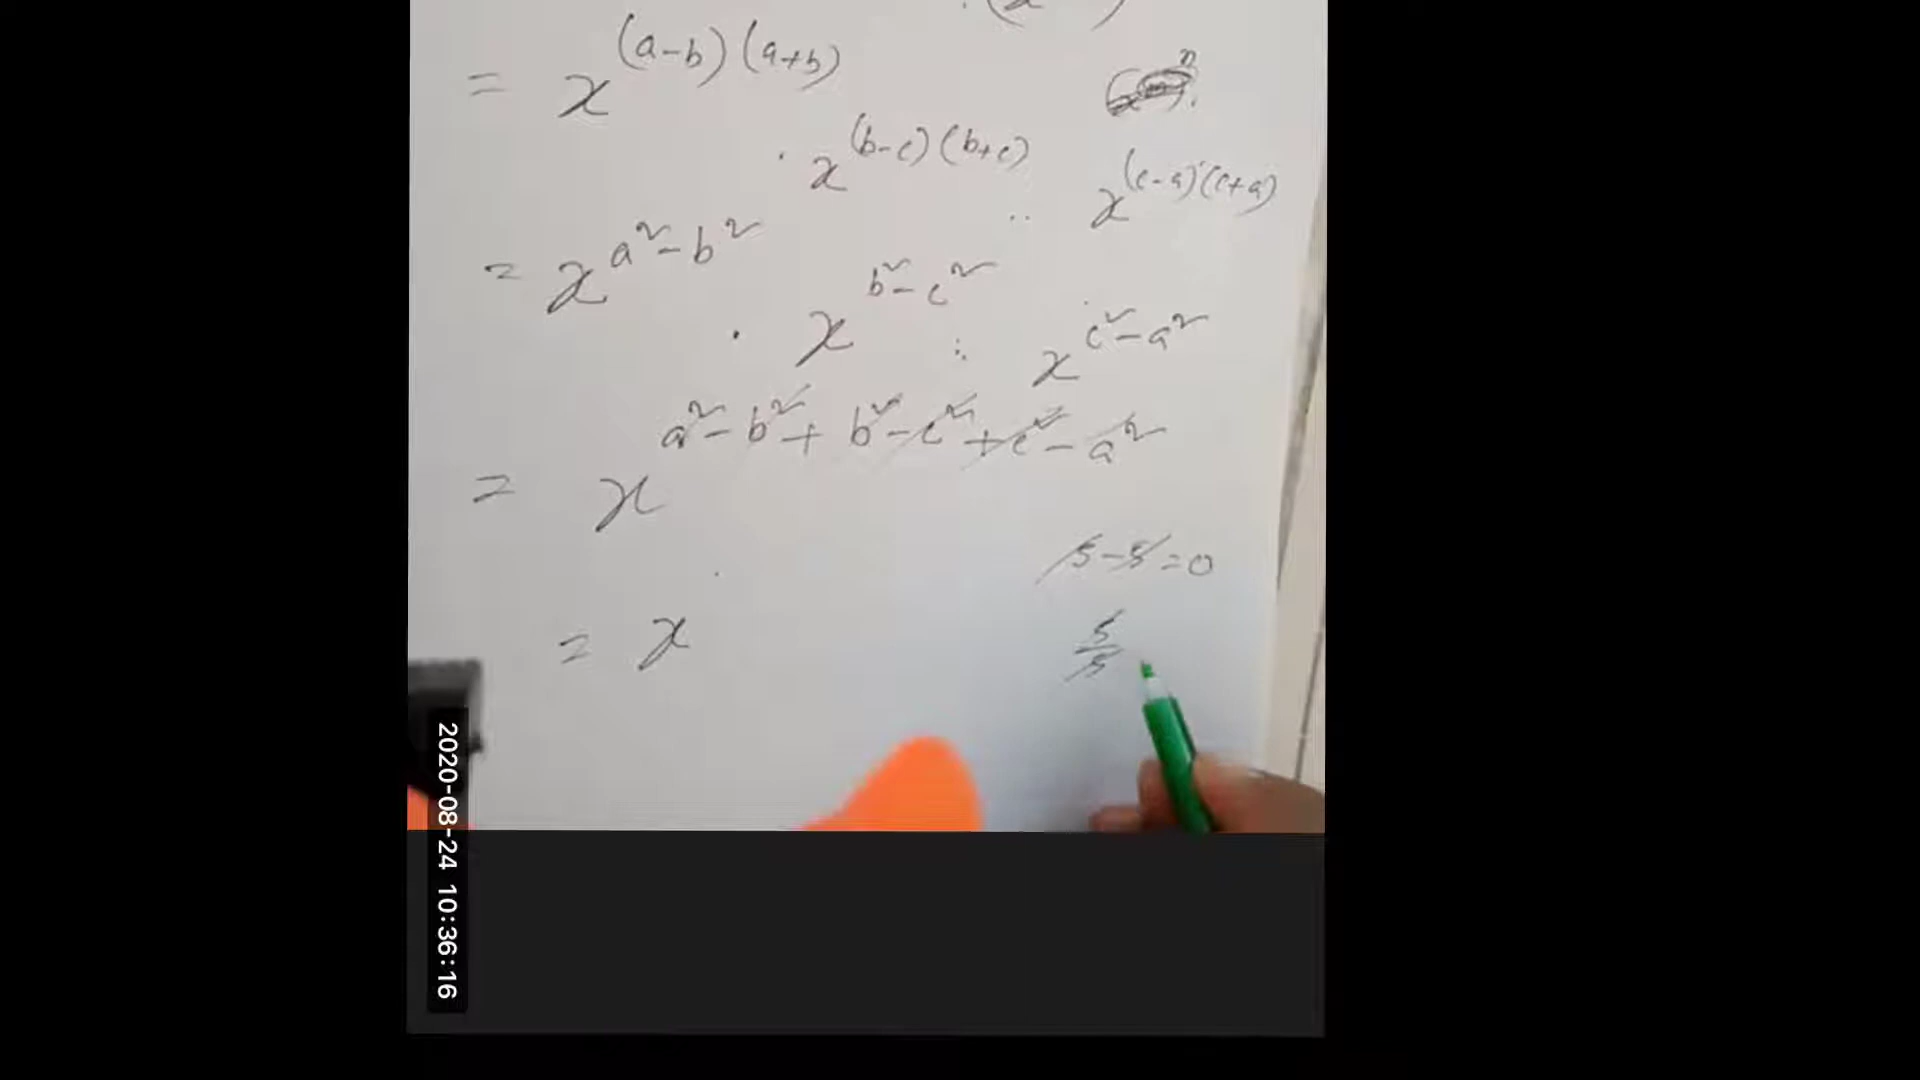 = x^(a-b)(a+b)
· x^(b-c)(b+c)
· x^(c-a)(c+a)
= x^a²-b²
· x^b²-c²
· x^c²-a²
= x^a²-b²+b²-c²+c²-a²
5-5=0
= x
5/5
2020-08-24 10:36:16